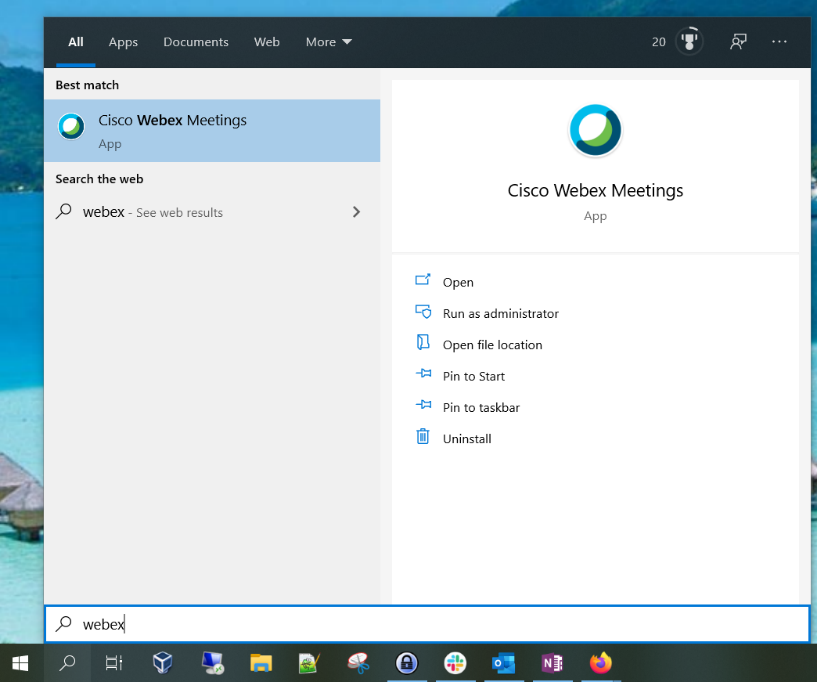 All Apps Documents Web More 20
Best match
Cisco Webex Meetings
App
Search the web
webex - See web results
Cisco Webex Meetings
App
Open
Run as administrator
Open file location
Pin to Start
Pin to taskbar
Uninstall
webex